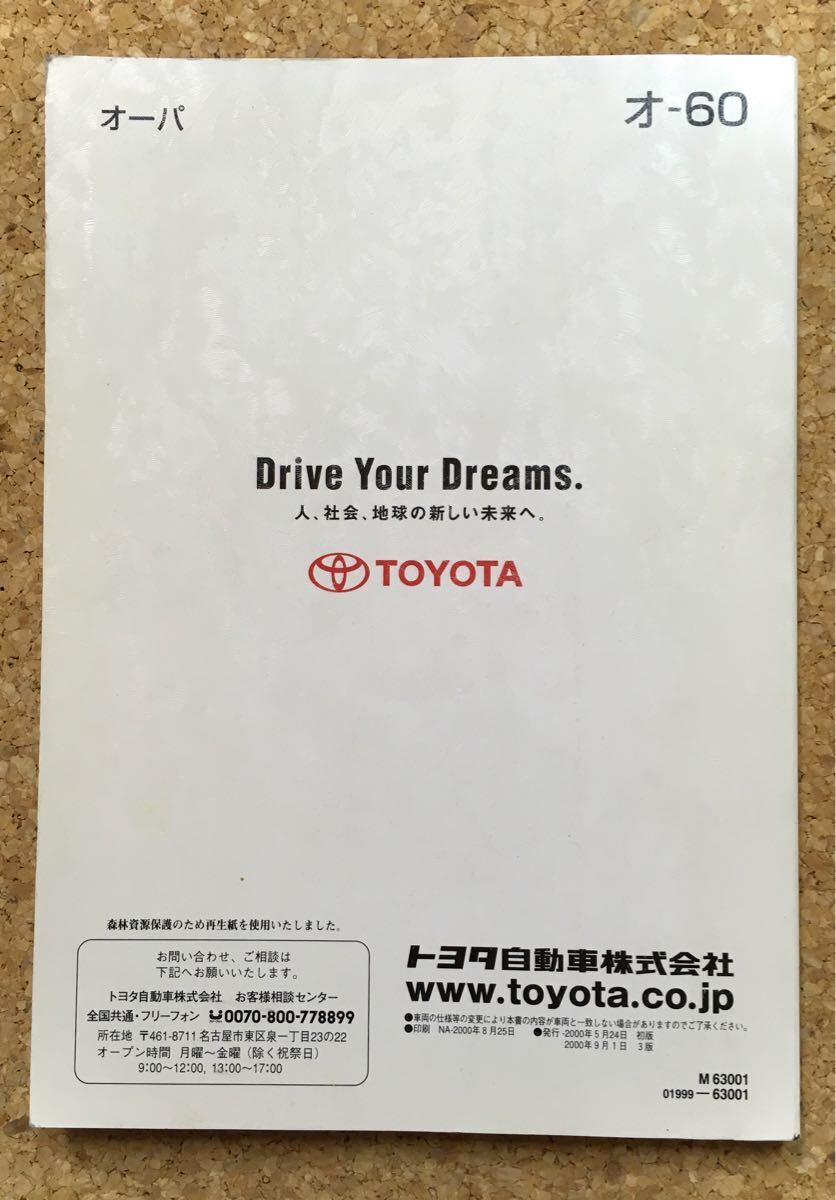 オーパ
オ-60
Drive Your Dreams.
人、社会、地球の新しい未来へ。
TOYOTA
森林資源保護のため再生紙を使用いたしました。
お問い合わせ、ご相談は
下記へお願いいたします。
トヨタ自動車株式会社 お客様相談センター
全国共通・フリーフォン 0070-800-778899
所在地 〒461-8711 名古屋市東区泉一丁目23の22
オープン時間 月曜～金曜（除く祝祭日）
9:00～12:00, 13:00～17:00
トヨタ自動車株式会社
www.toyota.co.jp
●車両の仕様等の変更により本書の内容が車両と一致しない場合がありますのでご了承ください。
●印刷 NA-2000年8月25日 ●発行-2000年5月24日 初版
2000年9月1日 3版
M 63001
01999—63001